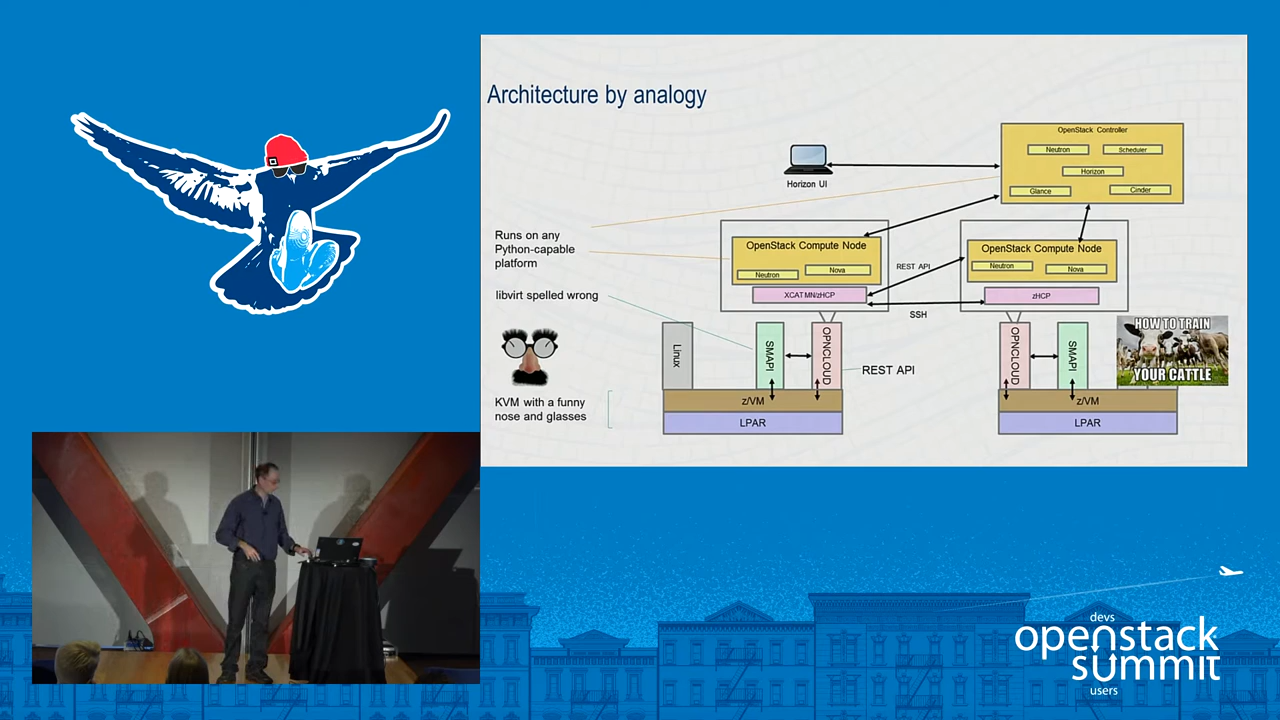 Architecture by analogy
OpenStack Controller
Neutron
Scheduler
Horizon
Glance
Cinder
Horizon UI
Runs on any
Python-capable
platform
OpenStack Compute Node
Neutron
Nova
XCAT MN/zHCP
REST API
SSH
OpenStack Compute Node
Neutron
Nova
zHCP
libvirt spelled wrong
Linux
SMAPI
OPNCLOUD
REST API
OPNCLOUD
SMAPI
HOW TO TRAIN
YOUR CATTLE
KVM with a funny
nose and glasses
z/VM
LPAR
z/VM
LPAR
devs
openstack
summit
users